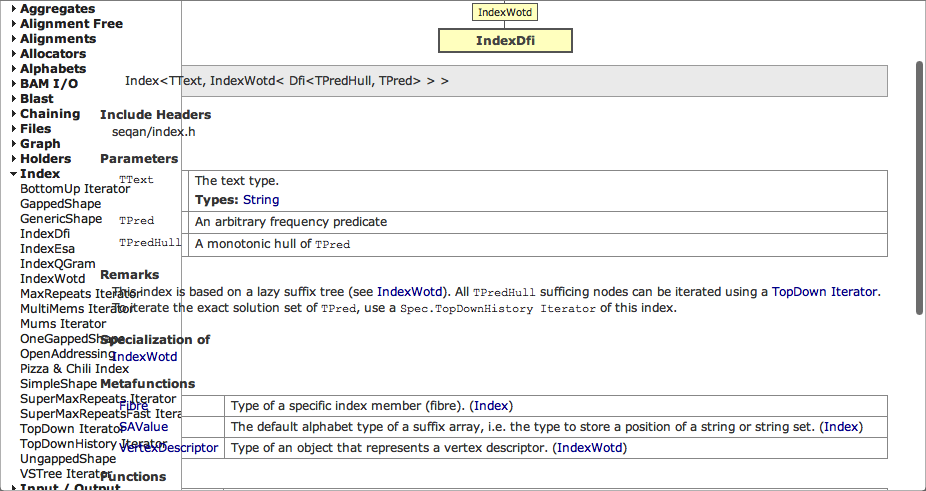 Aggregates
Alignment Free
Alignments
Allocators
Alphabets
BAM I/O
Blast
Chaining
Files
Graph
Holders
Index
BottomUp Iterator
GappedShape
GenericShape
IndexDfi
IndexEsa
IndexQGram
IndexWotd
MaxRepeats Iterator
MultiMems Iterator
Mums Iterator
OneGappedShape
OpenAddressing
Pizza & Chili Index
SimpleShape
SuperMaxRepeats Iterator
SuperMaxRepeatsFast Itera
TopDown Iterator
TopDownHistory Iterator
UngappedShape
VSTree Iterator
Input / Output
IndexWotd
IndexDfi
Index<TText, IndexWotd< Dfi<TPredHull, TPred> > >
Include Headers
seqan/index.h
Parameters
TText The text type.
Types: String
TPred An arbitrary frequency predicate
TPredHull A monotonic hull of TPred
Remarks
This index is based on a lazy suffix tree (see IndexWotd). All TPredHull sufficing nodes can be iterated using a TopDown Iterator.
To iterate the exact solution set of TPred, use a Spec.TopDownHistory Iterator of this index.
Specialization of
IndexWotd
Metafunctions
Fibre Type of a specific index member (fibre). (Index)
SAValue The default alphabet type of a suffix array, i.e. the type to store a position of a string or string set. (Index)
VertexDescriptor Type of an object that represents a vertex descriptor. (IndexWotd)
Functions